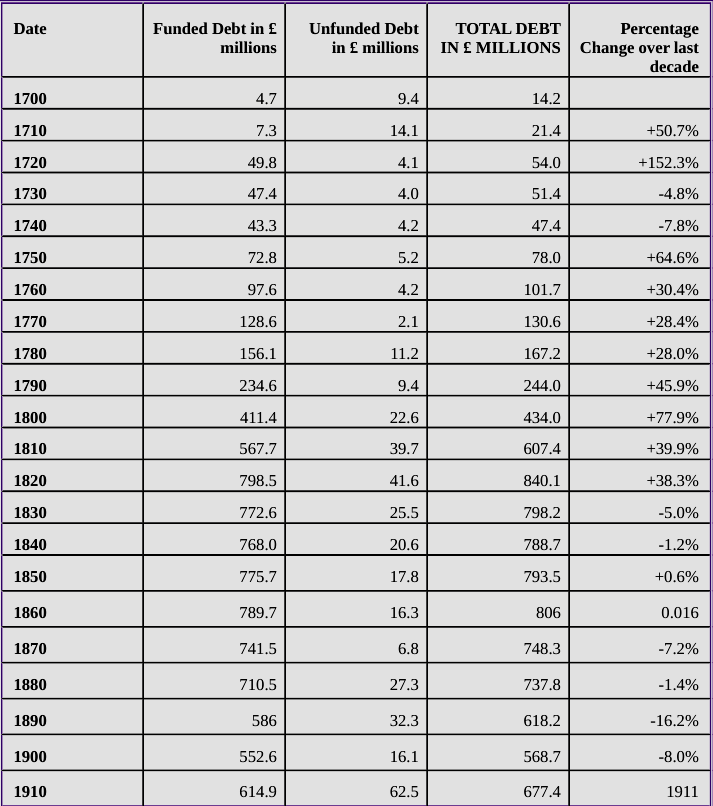 Date Funded Debt in £ millions Unfunded Debt in £ millions TOTAL DEBT IN £ MILLIONS Percentage Change over last decade
1700 4.7 9.4 14.2
1710 7.3 14.1 21.4 +50.7%
1720 49.8 4.1 54.0 +152.3%
1730 47.4 4.0 51.4 -4.8%
1740 43.3 4.2 47.4 -7.8%
1750 72.8 5.2 78.0 +64.6%
1760 97.6 4.2 101.7 +30.4%
1770 128.6 2.1 130.6 +28.4%
1780 156.1 11.2 167.2 +28.0%
1790 234.6 9.4 244.0 +45.9%
1800 411.4 22.6 434.0 +77.9%
1810 567.7 39.7 607.4 +39.9%
1820 798.5 41.6 840.1 +38.3%
1830 772.6 25.5 798.2 -5.0%
1840 768.0 20.6 788.7 -1.2%
1850 775.7 17.8 793.5 +0.6%
1860 789.7 16.3 806 0.016
1870 741.5 6.8 748.3 -7.2%
1880 710.5 27.3 737.8 -1.4%
1890 586 32.3 618.2 -16.2%
1900 552.6 16.1 568.7 -8.0%
1910 614.9 62.5 677.4 1911